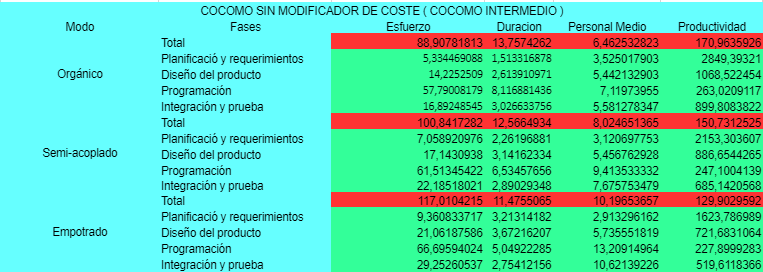 COCOMO SIN MODIFICADOR DE COSTE ( COCOMO INTERMEDIO )
Modo Fases Esfuerzo Duracion Personal Medio Productividad
Total 88,90781813 13,7574262 6,462532823 170,9635926
Planificació y requerimientos 5,334469088 1,513316878 3,525017903 2849,39321
Orgánico Diseño del producto 14,2252509 2,613910971 5,442132903 1068,522454
Programación 57,79008179 8,116881436 7,11973955 263,0209117
Integración y prueba 16,89248545 3,026633756 5,581278347 899,8083822
Total 100,8417282 12,5664934 8,024651365 150,7312525
Planificació y requerimientos 7,058920976 2,26196881 3,120697753 2153,303607
Semi-acoplado Diseño del producto 17,1430938 3,14162334 5,456762928 886,6544265
Programación 61,51345422 6,53457656 9,413533332 247,1004139
Integración y prueba 22,18518021 2,89029348 7,675753479 685,1420568
Total 117,0104215 11,4755065 10,19653657 129,9029592
Planificació y requerimientos 9,360833717 3,21314182 2,913296162 1623,786989
Empotrado Diseño del producto 21,06187586 3,67216207 5,735551819 721,6831064
Programación 66,69594024 5,04922285 13,20914964 227,8999283
Integración y prueba 29,25260537 2,75412156 10,62139226 519,6118366